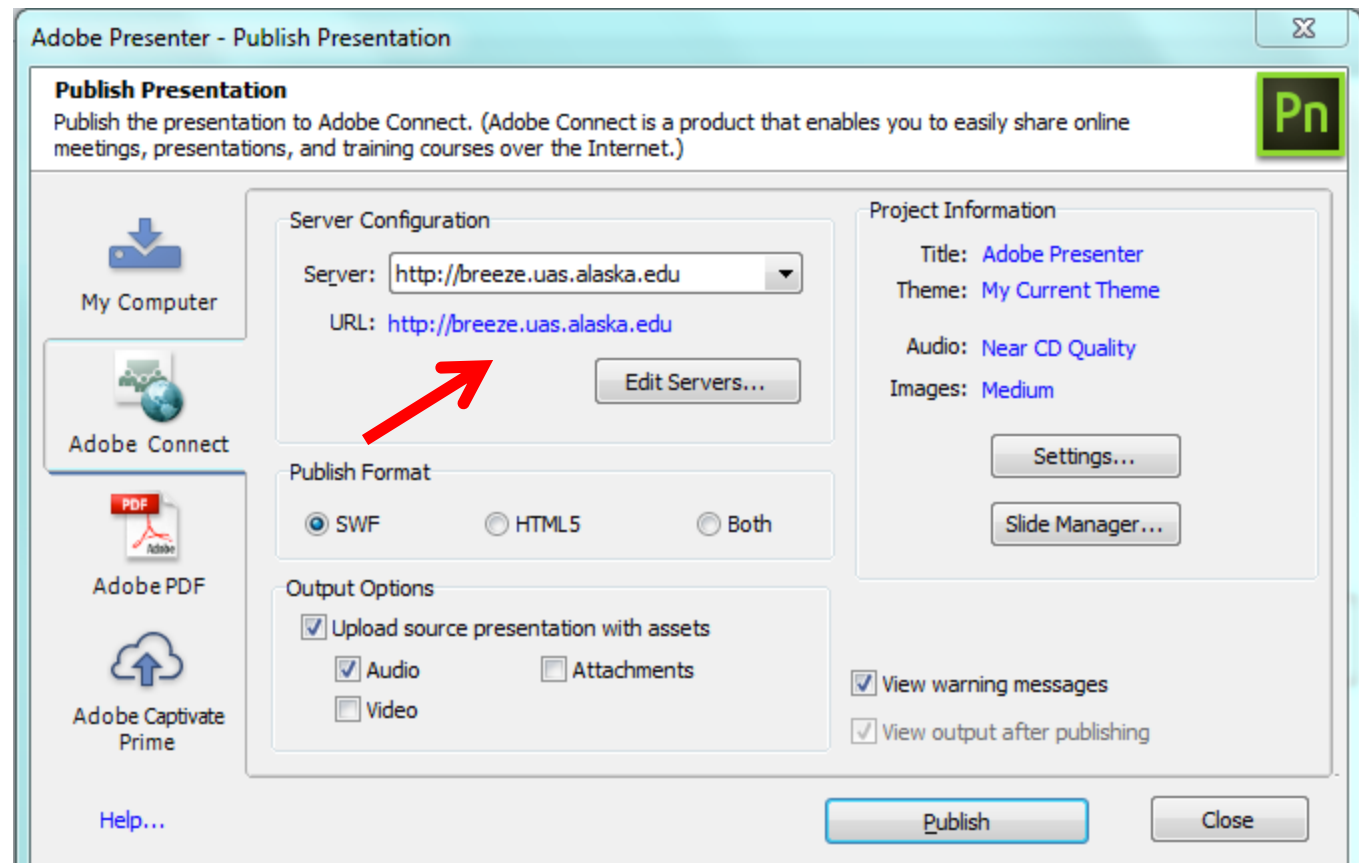 Adobe Presenter - Publish Presentation
Publish Presentation
Publish the presentation to Adobe Connect. (Adobe Connect is a product that enables you to easily share online
meetings, presentations, and training courses over the Internet.)
Pn
My Computer
Adobe Connect
PDF
Adobe
Adobe PDF
Adobe Captivate
Prime
Server Configuration
Server: http://breeze.uas.alaska.edu
URL: http://breeze.uas.alaska.edu
Edit Servers...
Publish Format
SWF HTML5 Both
Output Options
Upload source presentation with assets
Audio Attachments
Video
Project Information
Title: Adobe Presenter
Theme: My Current Theme
Audio: Near CD Quality
Images: Medium
Settings...
Slide Manager...
View warning messages
View output after publishing
Help...
Publish Close